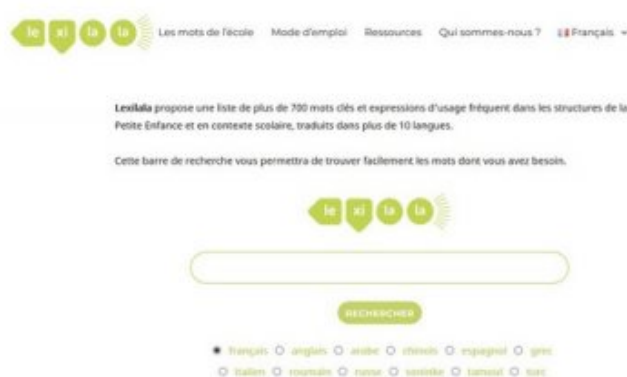 le xi la la Les mots de l'école Mode d'emploi Ressources Qui sommes-nous ? Français
Lexilala propose une liste de plus de 700 mots clés et expressions d'usage fréquent dans les structures de la
Petite Enfance et en contexte scolaire, traduits dans plus de 10 langues.
Cette barre de recherche vous permettra de trouver facilement les mots dont vous avez besoin.
le xi la la
RECHERCHER
français anglais arabe chinois espagnol grec
italien roumain russe soninke tamoul turc